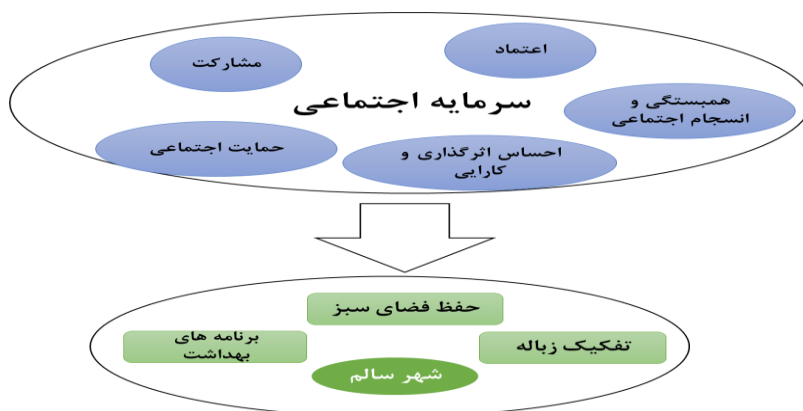 اعتماد
مشارکت
سرمایه اجتماعی
همبستگی و
انسجام اجتماعی
حمایت اجتماعی
احساس اثرگذاری و
کارایی
حفظ فضای سبز
تفکیک زباله
برنامه های
بهداشت
شهر سالم